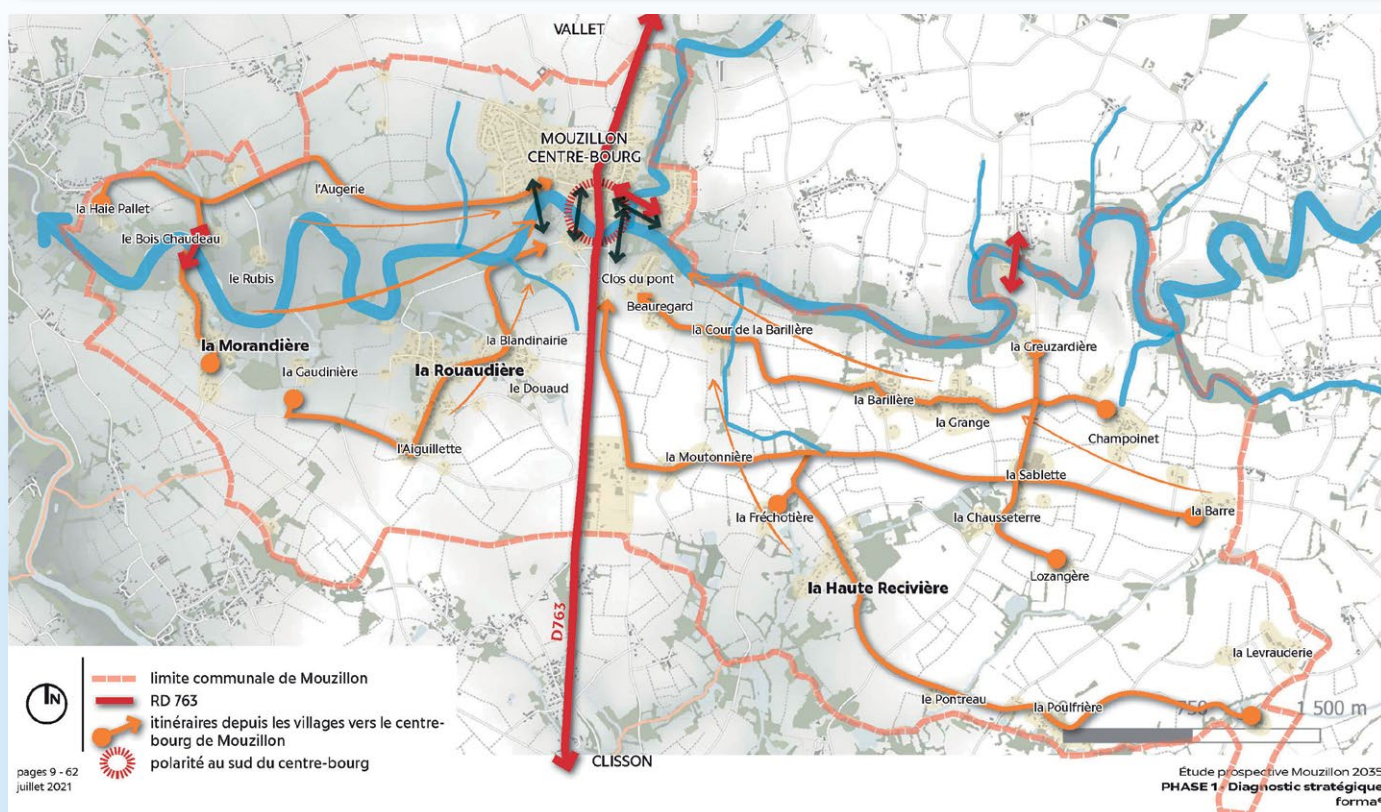 VALLET
MOUZILLON
CENTRE-BOURG
l'Augerie
la Haie Pallet
le Bois Chaudeau
le Rubis
Clos du pont
Beauregard
la Cour de la Barillère
la Morandière
la Blandinairie
la Gaudinière
la Rouaudière
le Douaud
la Greuzardière
la Barillère
la Grange
Champoinet
l'Aiguillette
la Moutonnière
la Sablette
la Fréchotière
la Chausseterre
la Barre
Lozangère
la Haute Recivière
D763
la Levrauderie
le Pontreau
la Poulfrière
750
1 500 m
CLISSON
N
limite communale de Mouzillon
RD 763
itinéraires depuis les villages vers le centre-
bourg de Mouzillon
polarité au sud du centre-bourg
pages 9 - 62
juillet 2021
Étude prospective Mouzillon 2035
PHASE 1 - Diagnostic stratégique
forma⁶